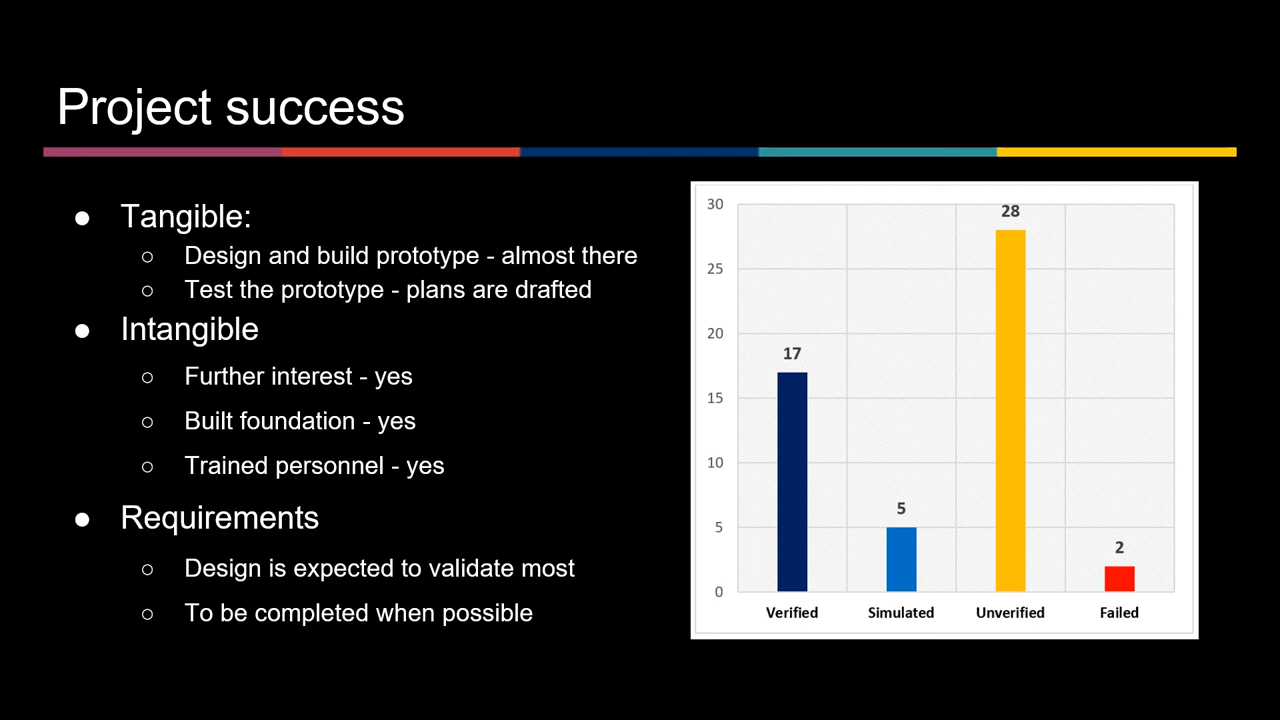 Project success
● Tangible:
○ Design and build prototype - almost there
○ Test the prototype - plans are drafted
● Intangible
○ Further interest - yes
○ Built foundation - yes
○ Trained personnel - yes
● Requirements
○ Design is expected to validate most
○ To be completed when possible
30
25
20
15
10
5
0
17
5
28
2
Verified
Simulated
Unverified
Failed